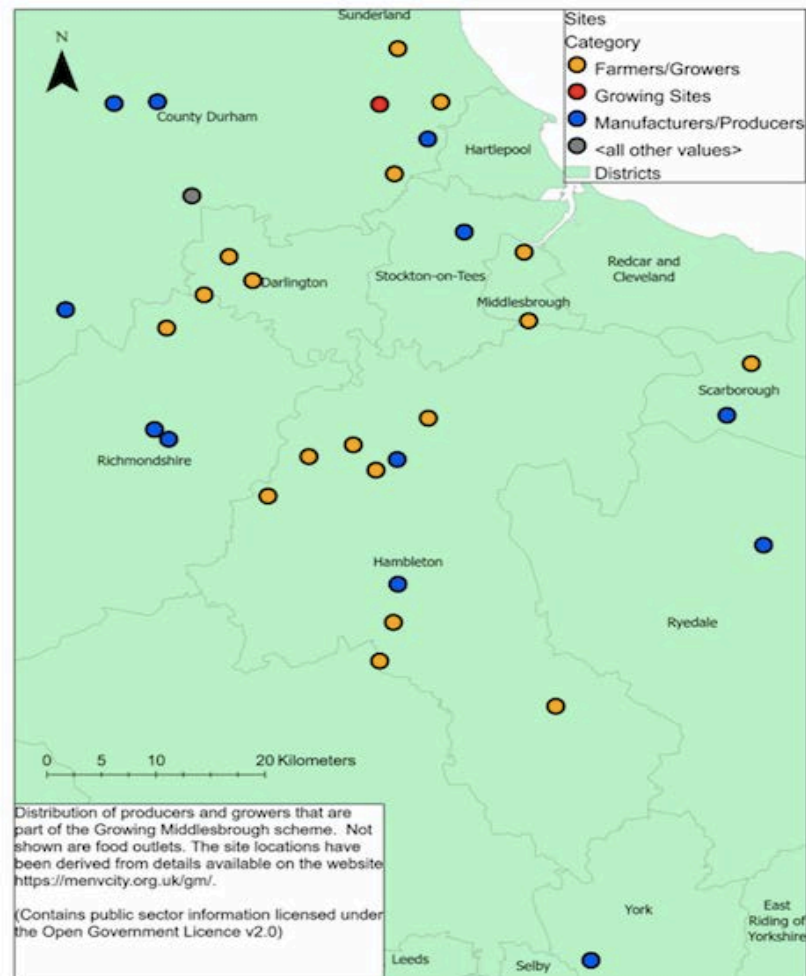 Sunderland
Sites
Category
Farmers/Growers
Growing Sites
Manufacturers/Producers
<all other values>
Districts
N
County Durham
Hartlepool
Darlington
Stockton-on-Tees
Redcar and
Cleveland
Middlesbrough
Scarborough
Richmondshire
Hambleton
Ryedale
0 5 10 20 Kilometers
Distribution of producers and growers that are
part of the Growing Middlesbrough scheme. Not
shown are food outlets. The site locations have
been derived from details available on the website
https://menvcity.org.uk/gm/.
(Contains public sector information licensed under
the Open Government Licence v2.0)
York
East
Riding of
Yorkshire
Leeds
Selby